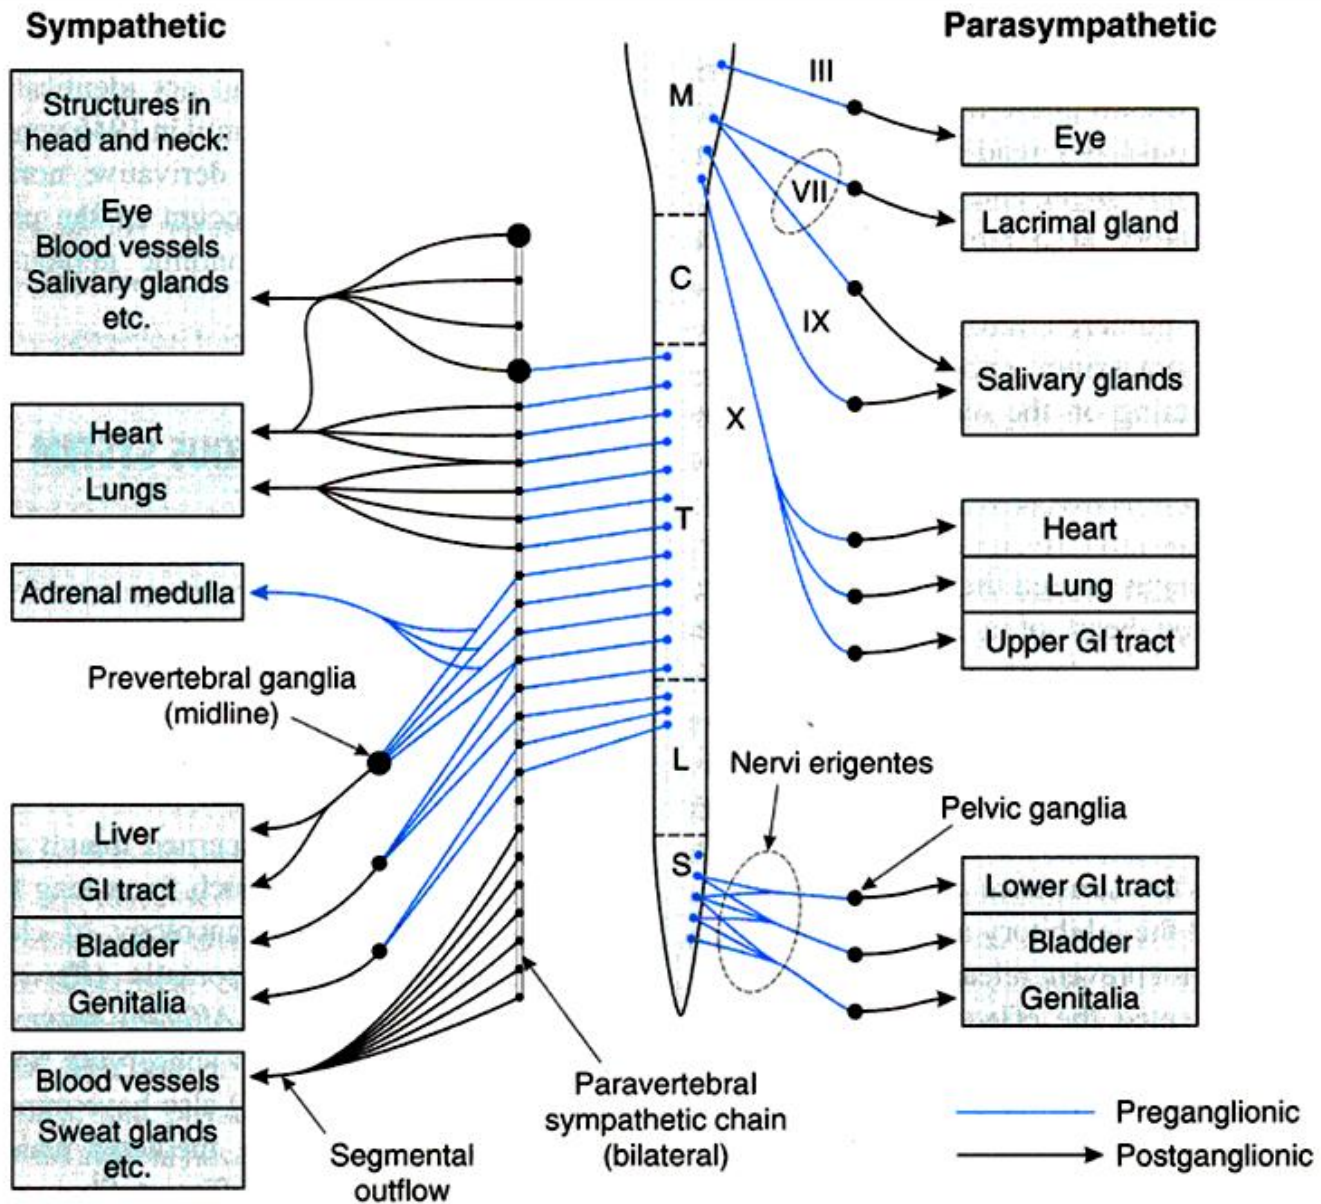 Sympathetic
Structures in
head and neck:
Eye
Blood vessels
Salivary glands
etc.
Heart
Lungs
Adrenal medulla
Prevertebral ganglia
(midline)
Liver
GI tract
Bladder
Genitalia
Blood vessels
Sweat glands
etc.
Segmental
outflow
Paravertebral
sympathetic chain
(bilateral)
M
C
T
L
S
III
VII
IX
X
Nervi erigentes
Pelvic ganglia
Parasympathetic
Eye
Lacrimal gland
Salivary glands
Heart
Lung
Upper GI tract
Lower GI tract
Bladder
Genitalia
Preganglionic
Postganglionic